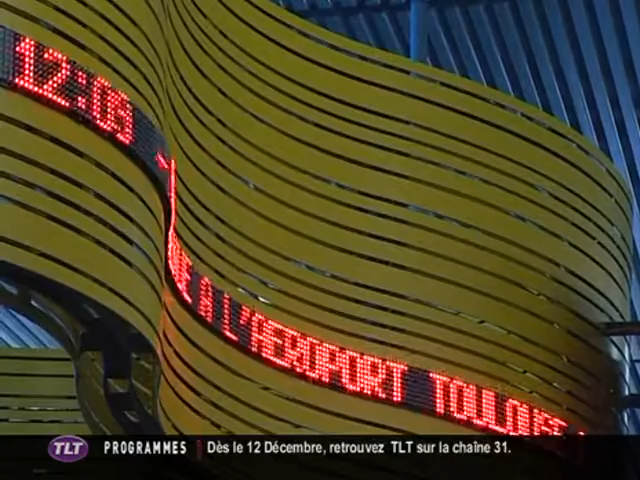 12:09
A L'AEROPORT TOULOUSE
TLT PROGRAMMES Dès le 12 Décembre, retrouvez TLT sur la chaîne 31.